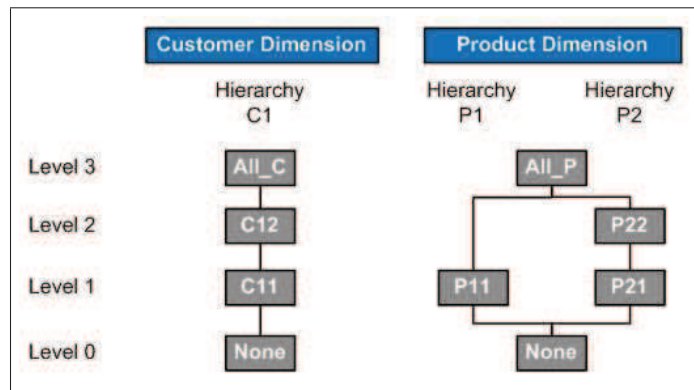 Customer Dimension Product Dimension
Hierarchy C1 Hierarchy P1 Hierarchy P2
Level 3 All_C All_P
Level 2 C12 P22
Level 1 C11 P11 P21
Level 0 None None